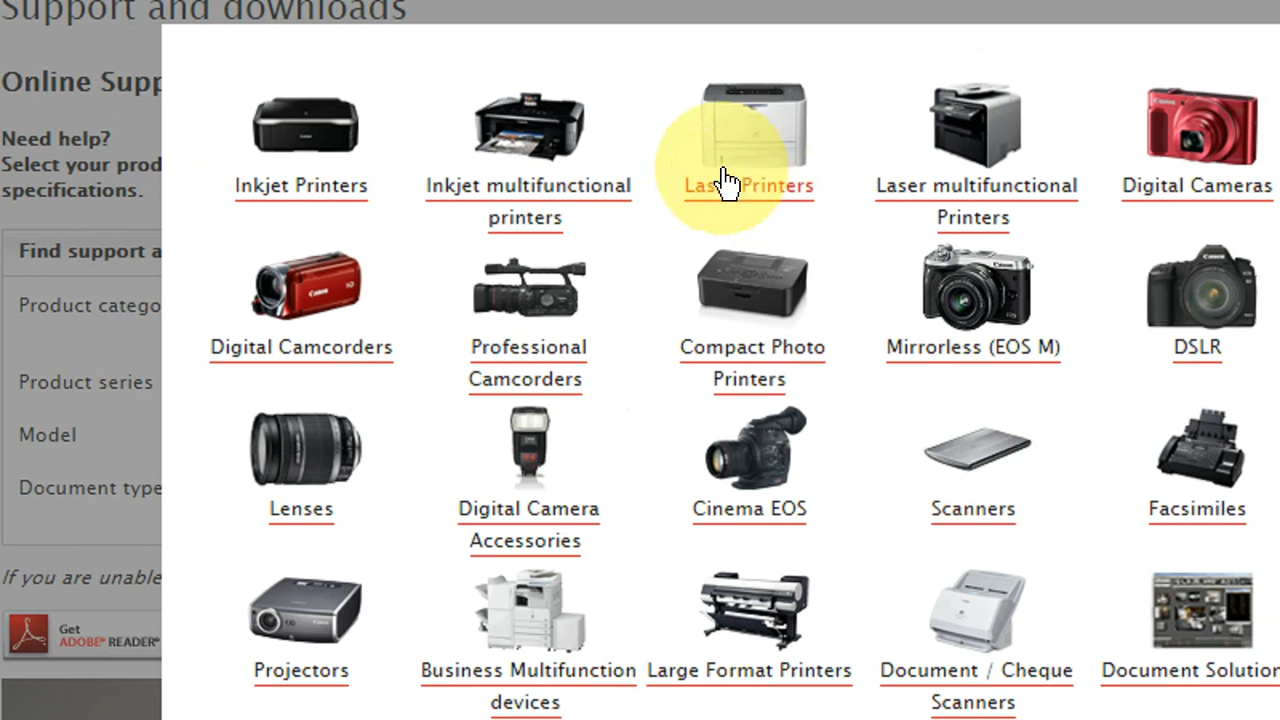 Support and downloads
Online Supp
Need help?
Select your prod
specifications.
Find support a
Product catego
Product series
Model
Document type
If you are unable
Get
ADOBE® READER®
Inkjet Printers
Inkjet multifunctional
printers
Laser Printers
Laser multifunctional
Printers
Digital Cameras
Digital Camcorders
Professional
Camcorders
Compact Photo
Printers
Mirrorless (EOS M)
DSLR
Lenses
Digital Camera
Accessories
Cinema EOS
Scanners
Facsimiles
Projectors
Business Multifunction
devices
Large Format Printers
Document / Cheque
Scanners
Document Solution